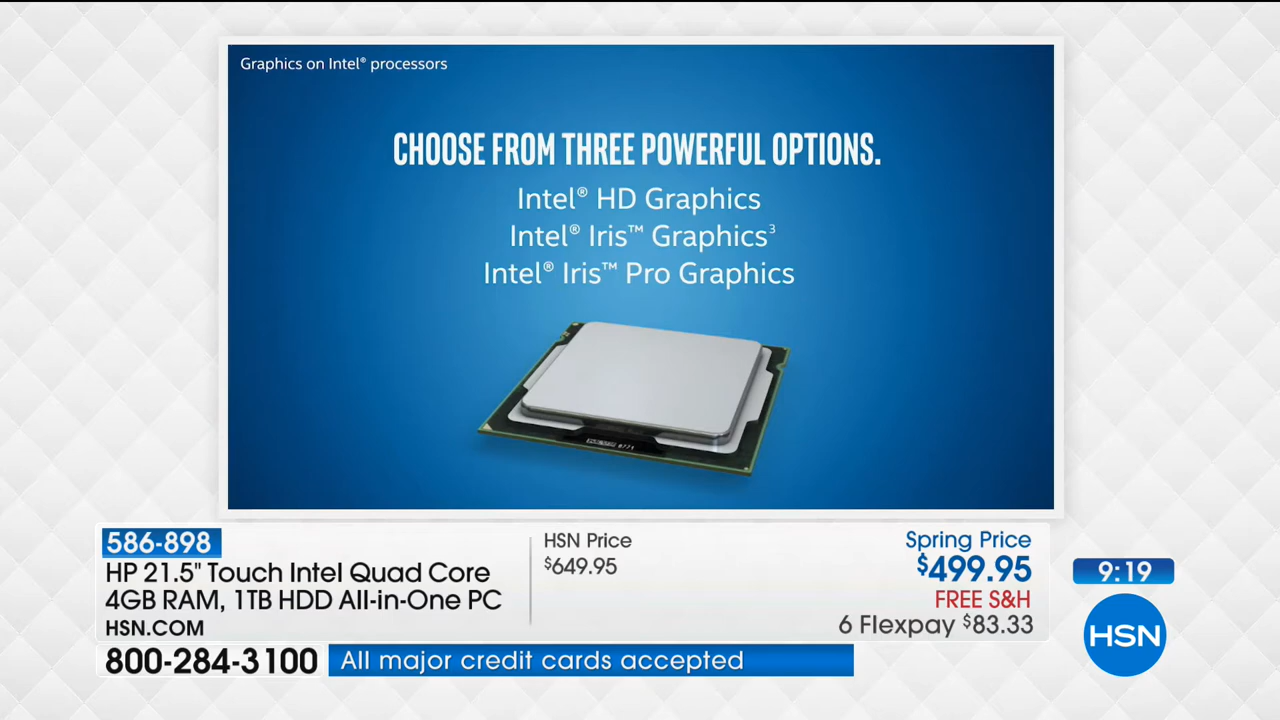 Graphics on Intel® processors
CHOOSE FROM THREE POWERFUL OPTIONS.
Intel® HD Graphics
Intel® Iris™ Graphics³
Intel® Iris™ Pro Graphics
586-898
HP 21.5" Touch Intel Quad Core
4GB RAM, 1TB HDD All-in-One PC
HSN.COM
HSN Price
$649.95
Spring Price
$499.95
FREE S&H
6 Flexpay $83.33
9:19
HSN
800-284-3100
All major credit cards accepted